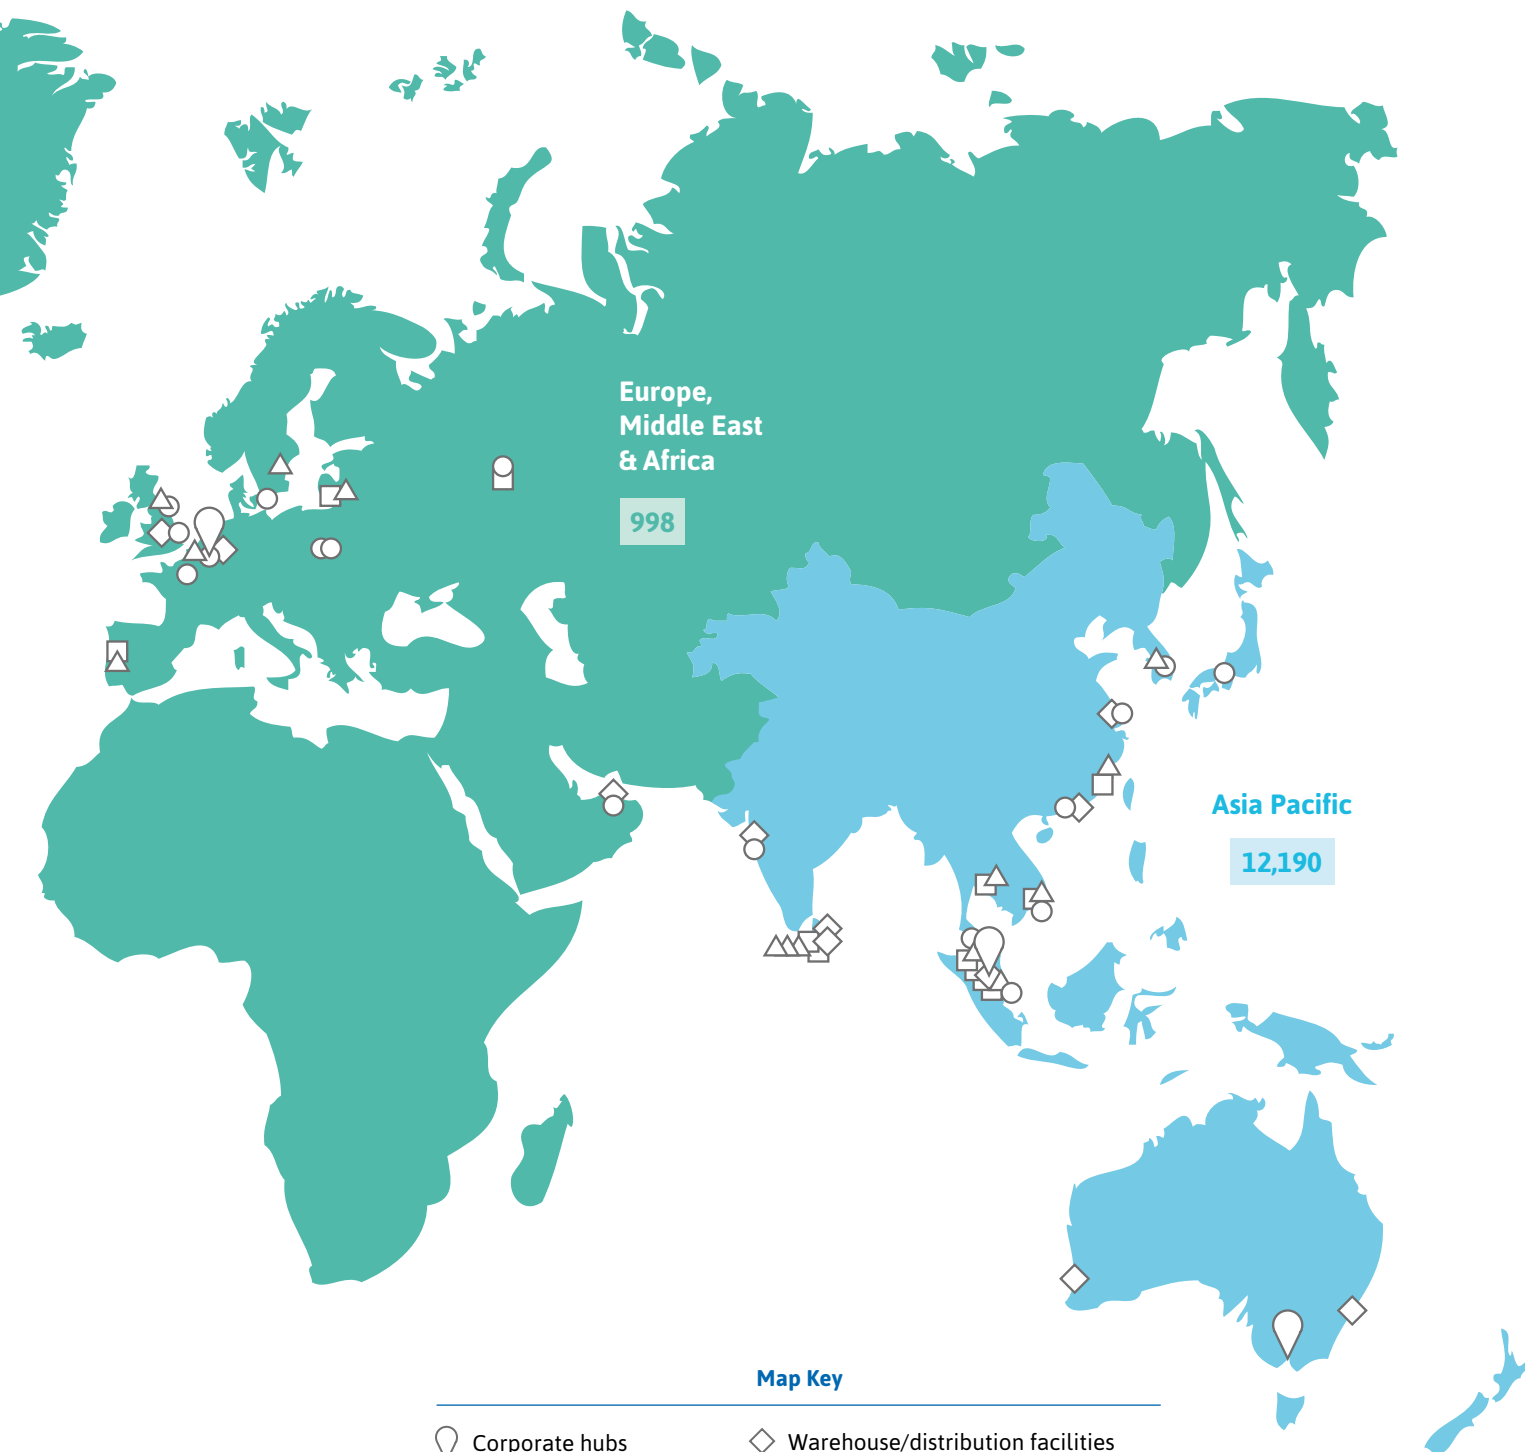 Europe,
Middle East
& Africa
998
Asia Pacific
12,190
Map Key
Corporate hubs
Warehouse/distribution facilities